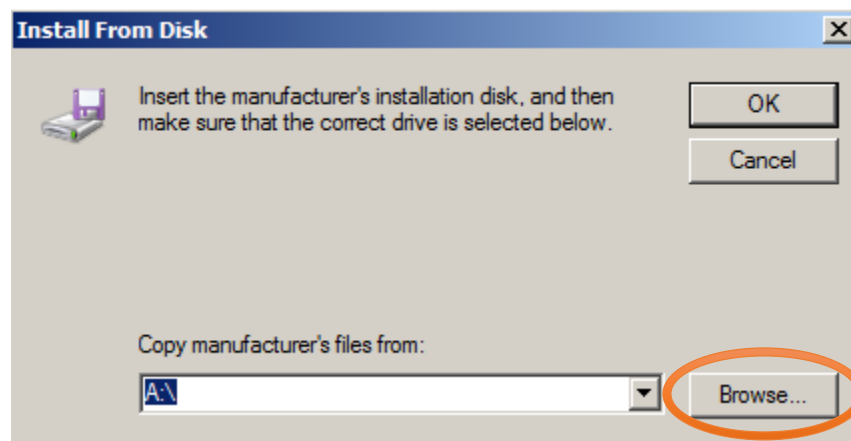 Install From Disk
Insert the manufacturer's installation disk, and then
make sure that the correct drive is selected below.
OK
Cancel
Copy manufacturer's files from:
A:\
Browse...